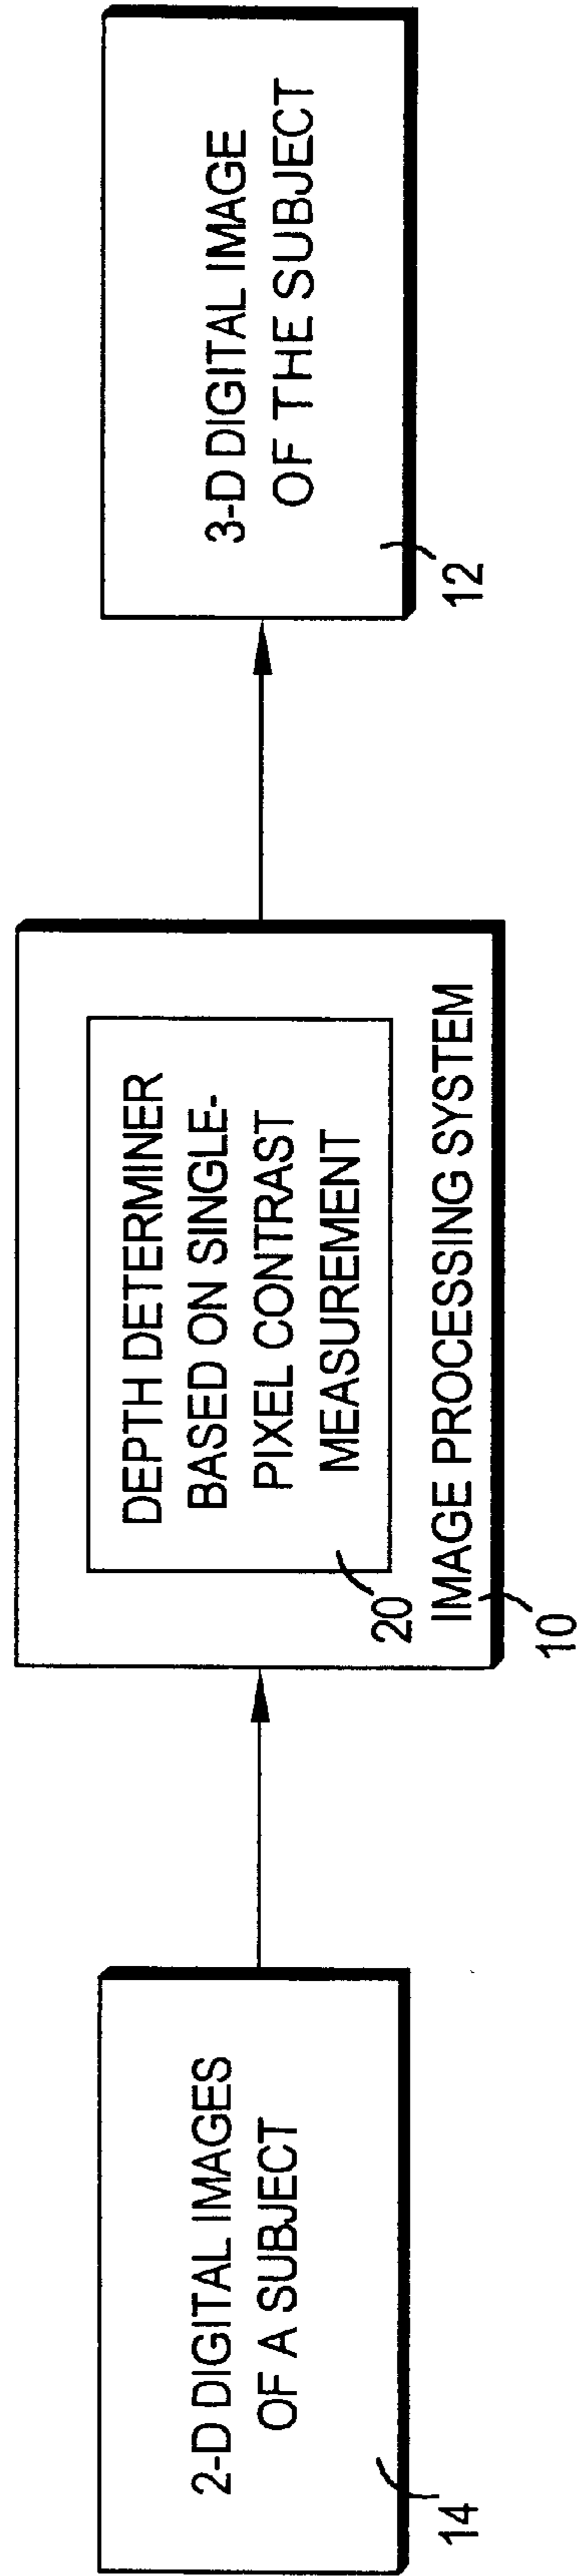 2-D DIGITAL IMAGES
OF A SUBJECT
14
DEPTH DETERMINER
BASED ON SINGLE-
PIXEL CONTRAST
MEASUREMENT
20
IMAGE PROCESSING SYSTEM
10
3-D DIGITAL IMAGE
OF THE SUBJECT
12